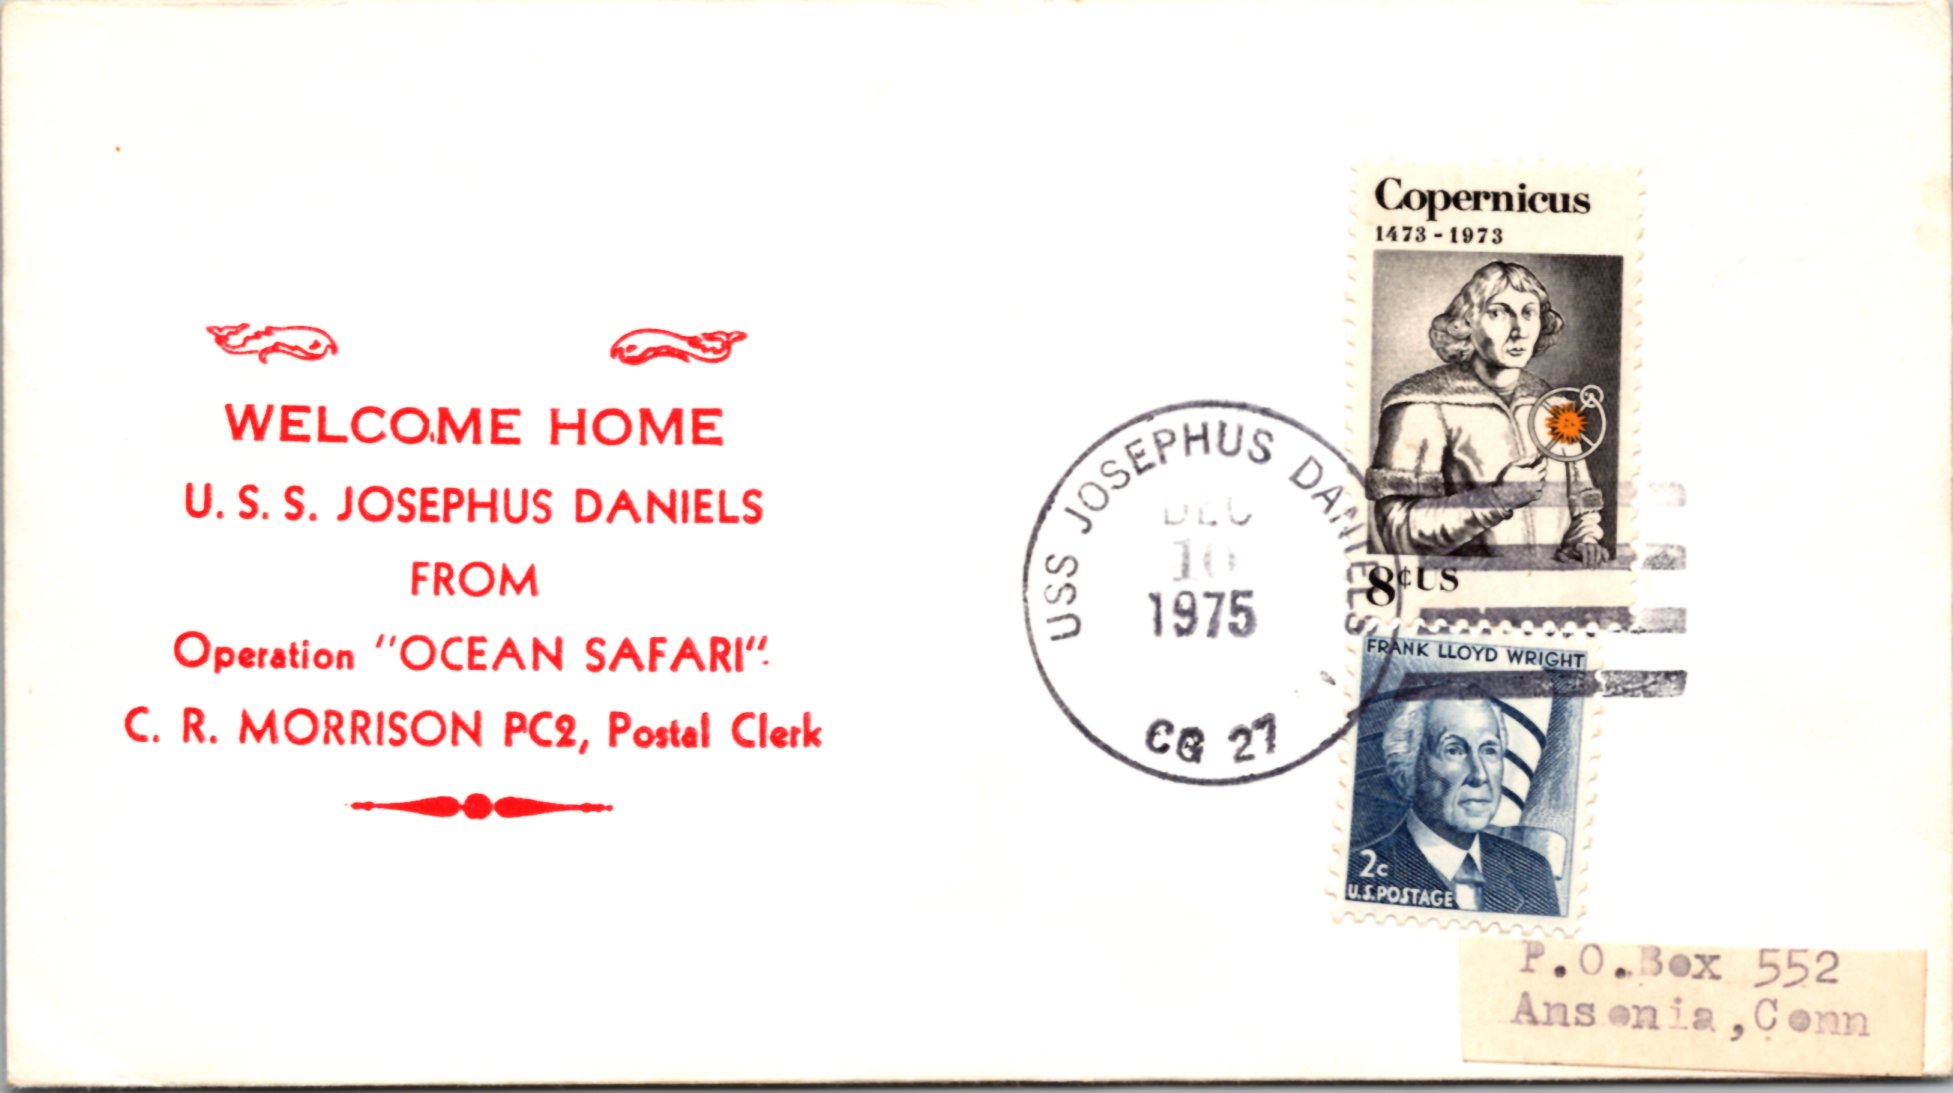 WELCOME HOME
U. S. S. JOSEPHUS DANIELS
FROM
Operation "OCEAN SAFARI"
C. R. MORRISON PC2, Postal Clerk
USS JOSEPHUS DANIELS
DEC
10
1975
CG 27
Copernicus
1473 - 1973
8¢ US
FRANK LLOYD WRIGHT
2c
U.S. POSTAGE
P.O.Box 552
Ansonia,Conn